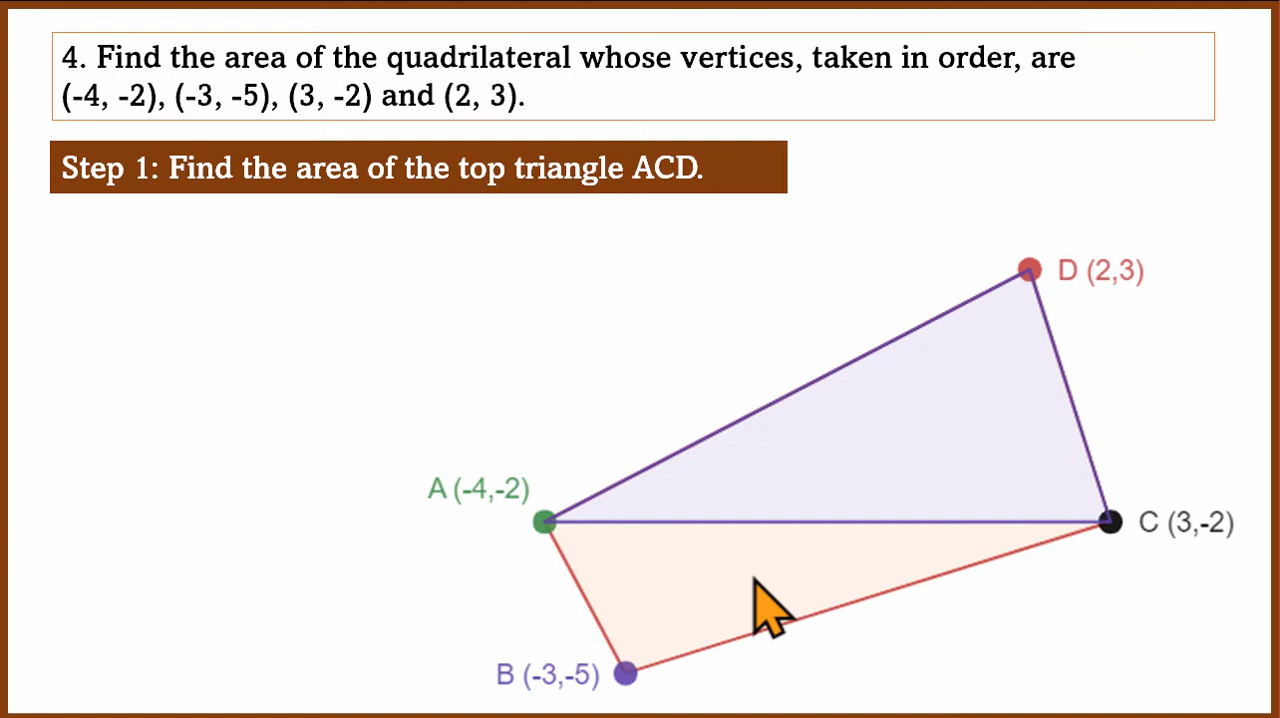 4. Find the area of the quadrilateral whose vertices, taken in order, are
(-4, -2), (-3, -5), (3, -2) and (2, 3).
Step 1: Find the area of the top triangle ACD.
D (2,3)
A (-4,-2)
C (3,-2)
B (-3,-5)